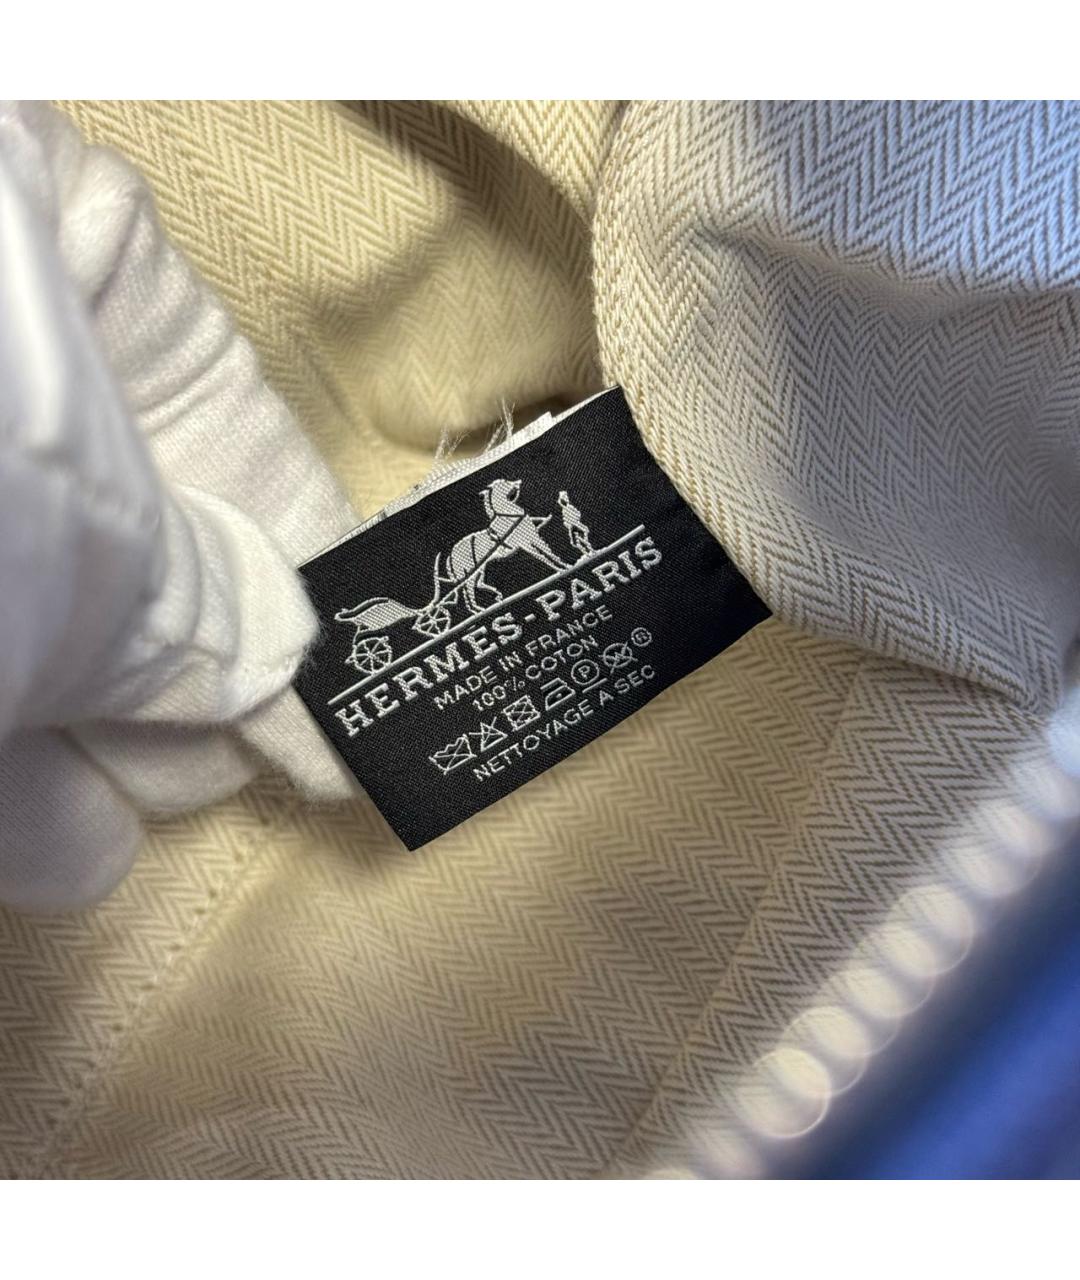 HERMES-PARIS
MADE IN FRANCE
100% COTON
P ®
NETTOYAGE A SEC